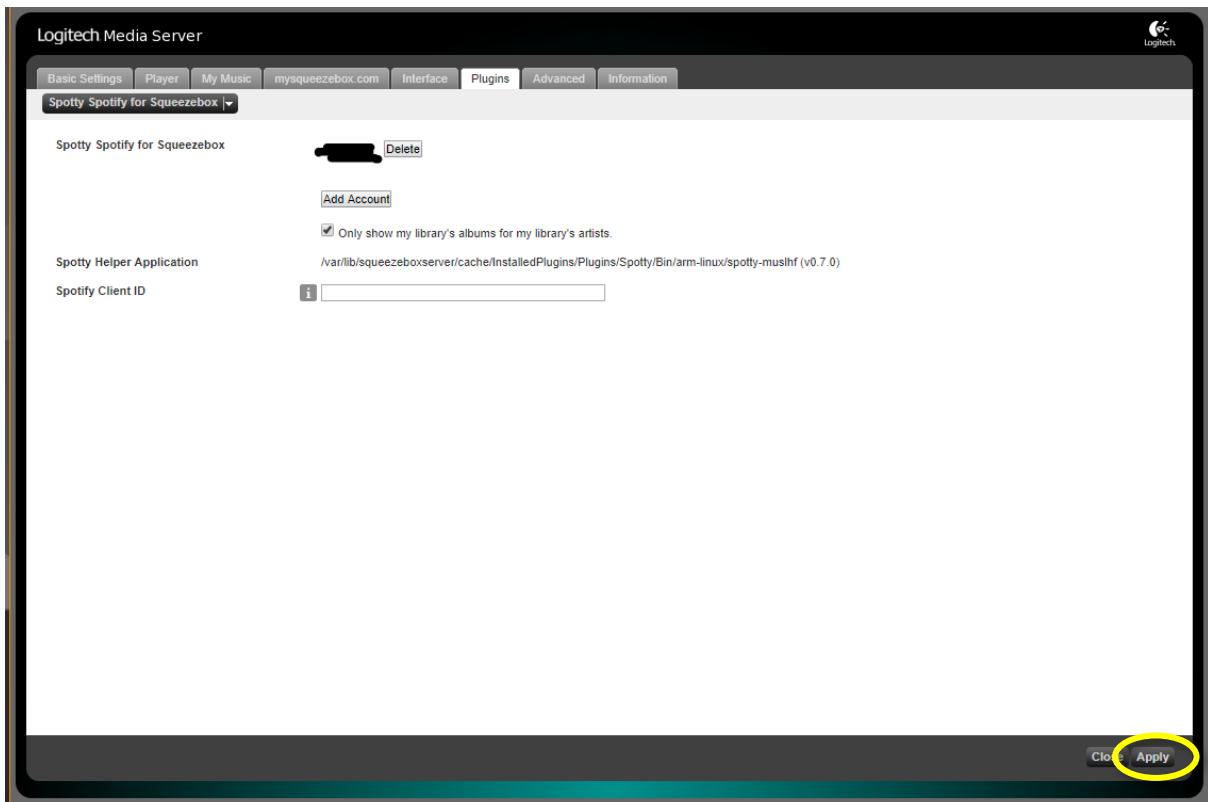 Logitech Media Server
Logitech
Basic Settings Player My Music mysqueezebox.com Interface Plugins Advanced Information
Spotty Spotify for Squeezebox
Spotty Spotify for Squeezebox Delete
Add Account
Only show my library's albums for my library's artists.
Spotty Helper Application /var/lib/squeezeboxserver/cache/InstalledPlugins/Plugins/Spotty/Bin/arm-linux/spotty-muslhf (v0.7.0)
Spotify Client ID i
Close Apply